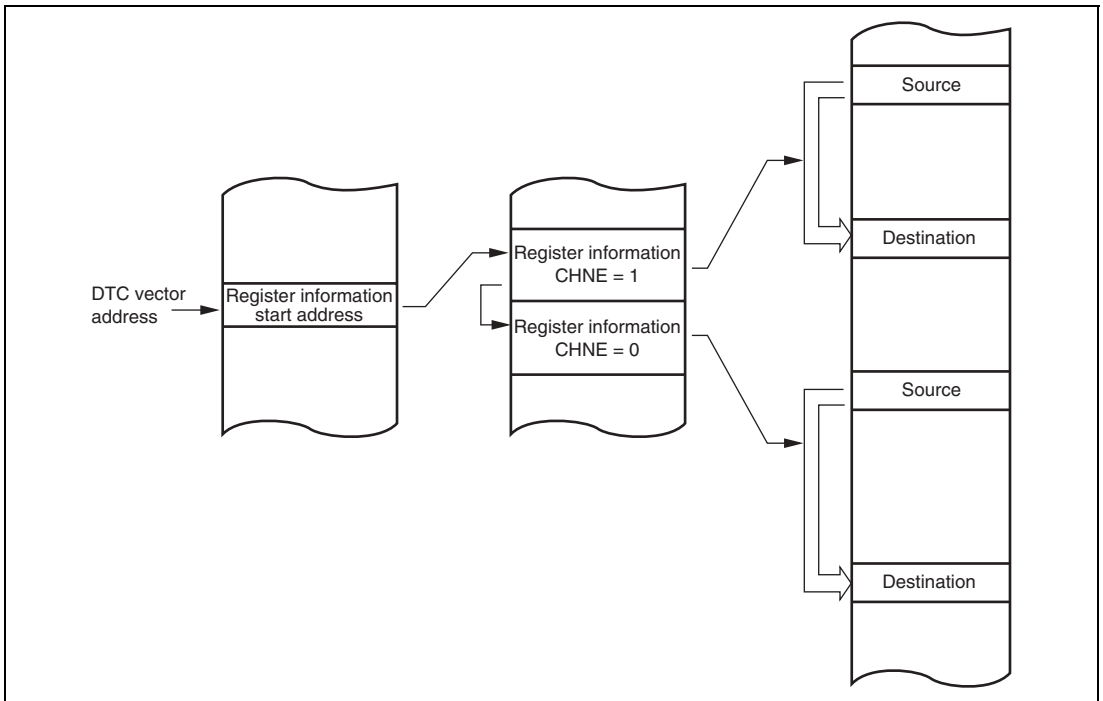 DTC vector
address
Register information
start address
Register information
CHNE = 1
Register information
CHNE = 0
Source
Destination
Source
Destination